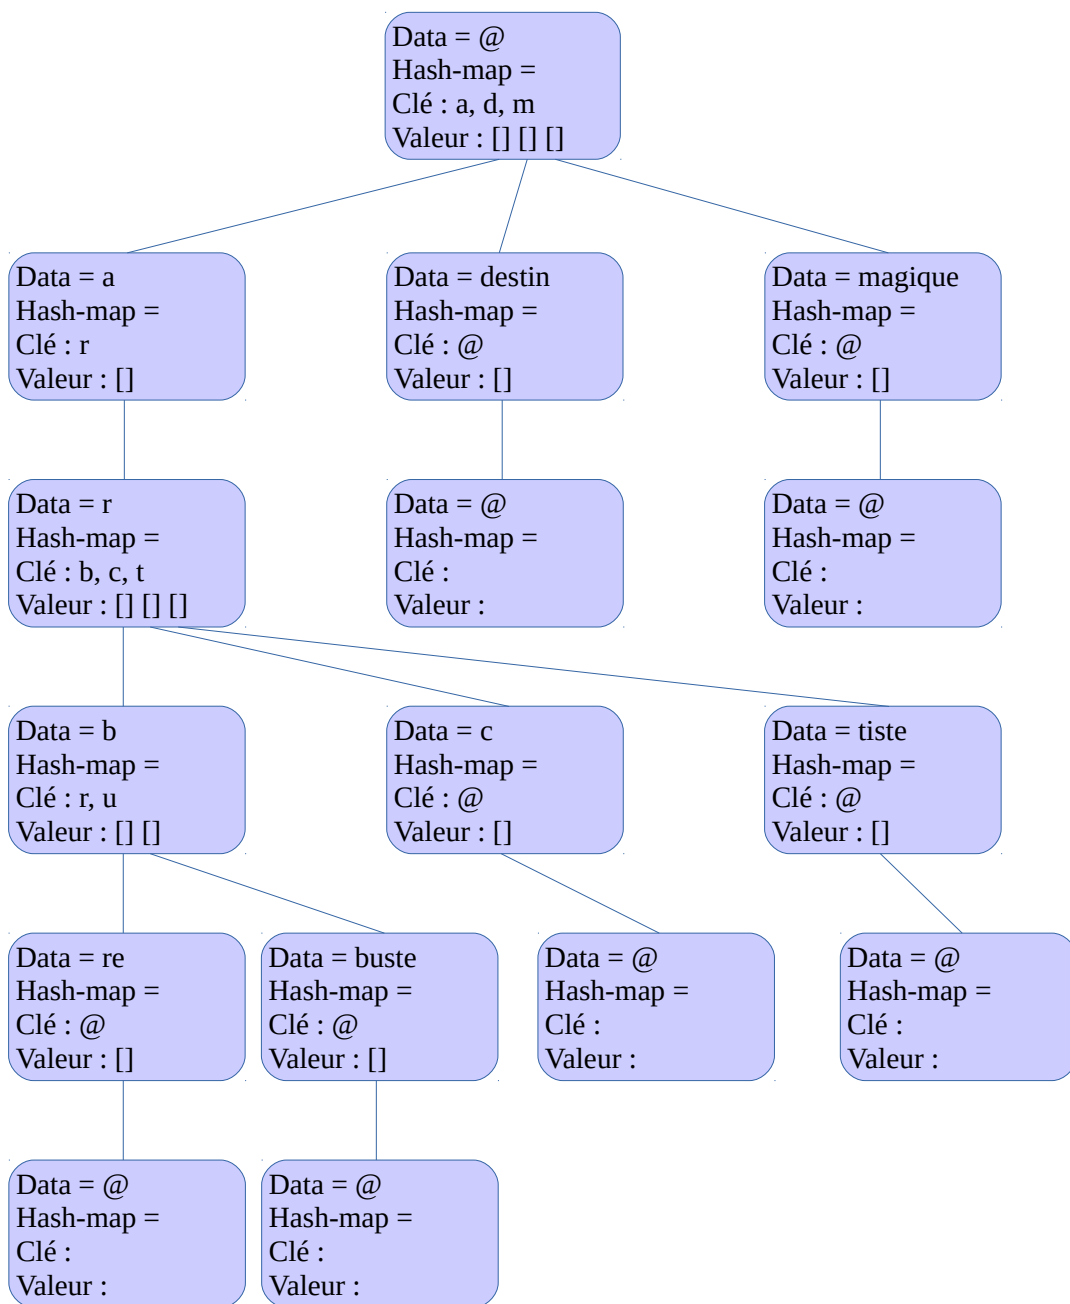 Data = @
Hash-map =
Clé : a, d, m
Valeur : [] [] []
Data = a
Hash-map =
Clé : r
Valeur : []
Data = destin
Hash-map =
Clé : @
Valeur : []
Data = magique
Hash-map =
Clé : @
Valeur : []
Data = r
Hash-map =
Clé : b, c, t
Valeur : [] [] []
Data = @
Hash-map =
Clé :
Valeur :
Data = @
Hash-map =
Clé :
Valeur :
Data = b
Hash-map =
Clé : r, u
Valeur : [] []
Data = c
Hash-map =
Clé : @
Valeur : []
Data = tiste
Hash-map =
Clé : @
Valeur : []
Data = re
Hash-map =
Clé : @
Valeur : []
Data = buste
Hash-map =
Clé : @
Valeur : []
Data = @
Hash-map =
Clé :
Valeur :
Data = @
Hash-map =
Clé :
Valeur :
Data = @
Hash-map =
Clé :
Valeur :
Data = @
Hash-map =
Clé :
Valeur :